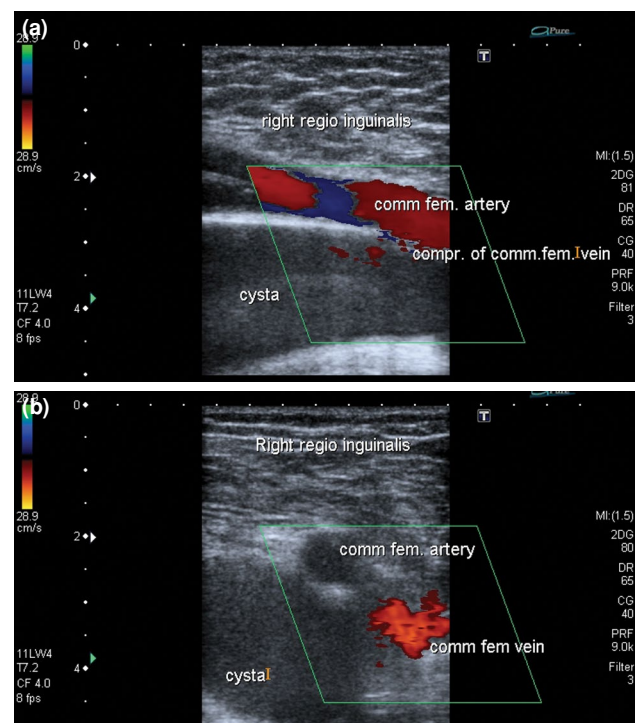 (a)
28.9
28.9
cm/s
11LW4
T7.2
CF 4.0
8 fps
0
2
4
right regio inguinalis
comm fem. artery
compr. of comm.fem. vein
cysta
aPure
T
MI:(1.5)
2DG
81
DR
65
CG
40
PRF
9.0k
Filter
3
(b)
28.9
cm/s
11LW4
T7.2
CF 4.0
8 fps
0
2
4
Right regio inguinalis
comm fem. artery
comm fem vein
cysta
T
MI:(1.5)
2DG
80
DR
65
CG
40
PRF
9.0k
Filter
3